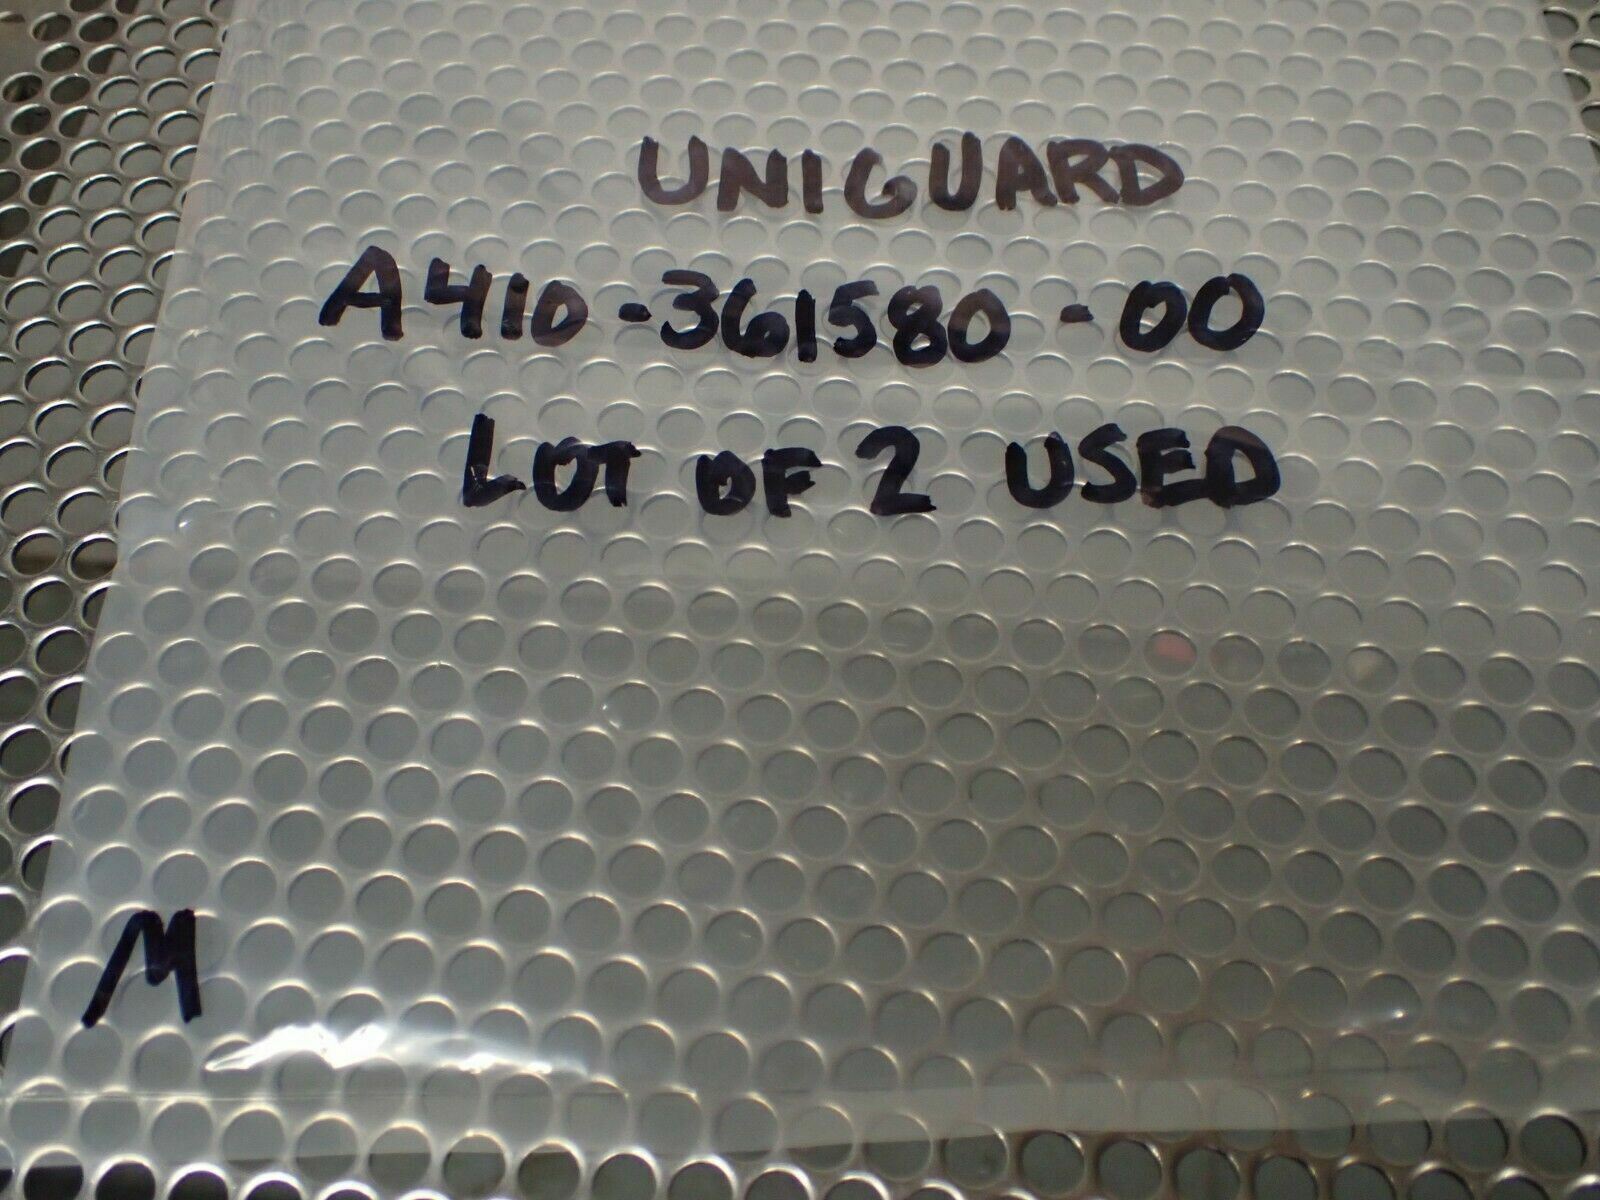 UNIGUARD
A410-361580-00
LOT OF 2 USED
M